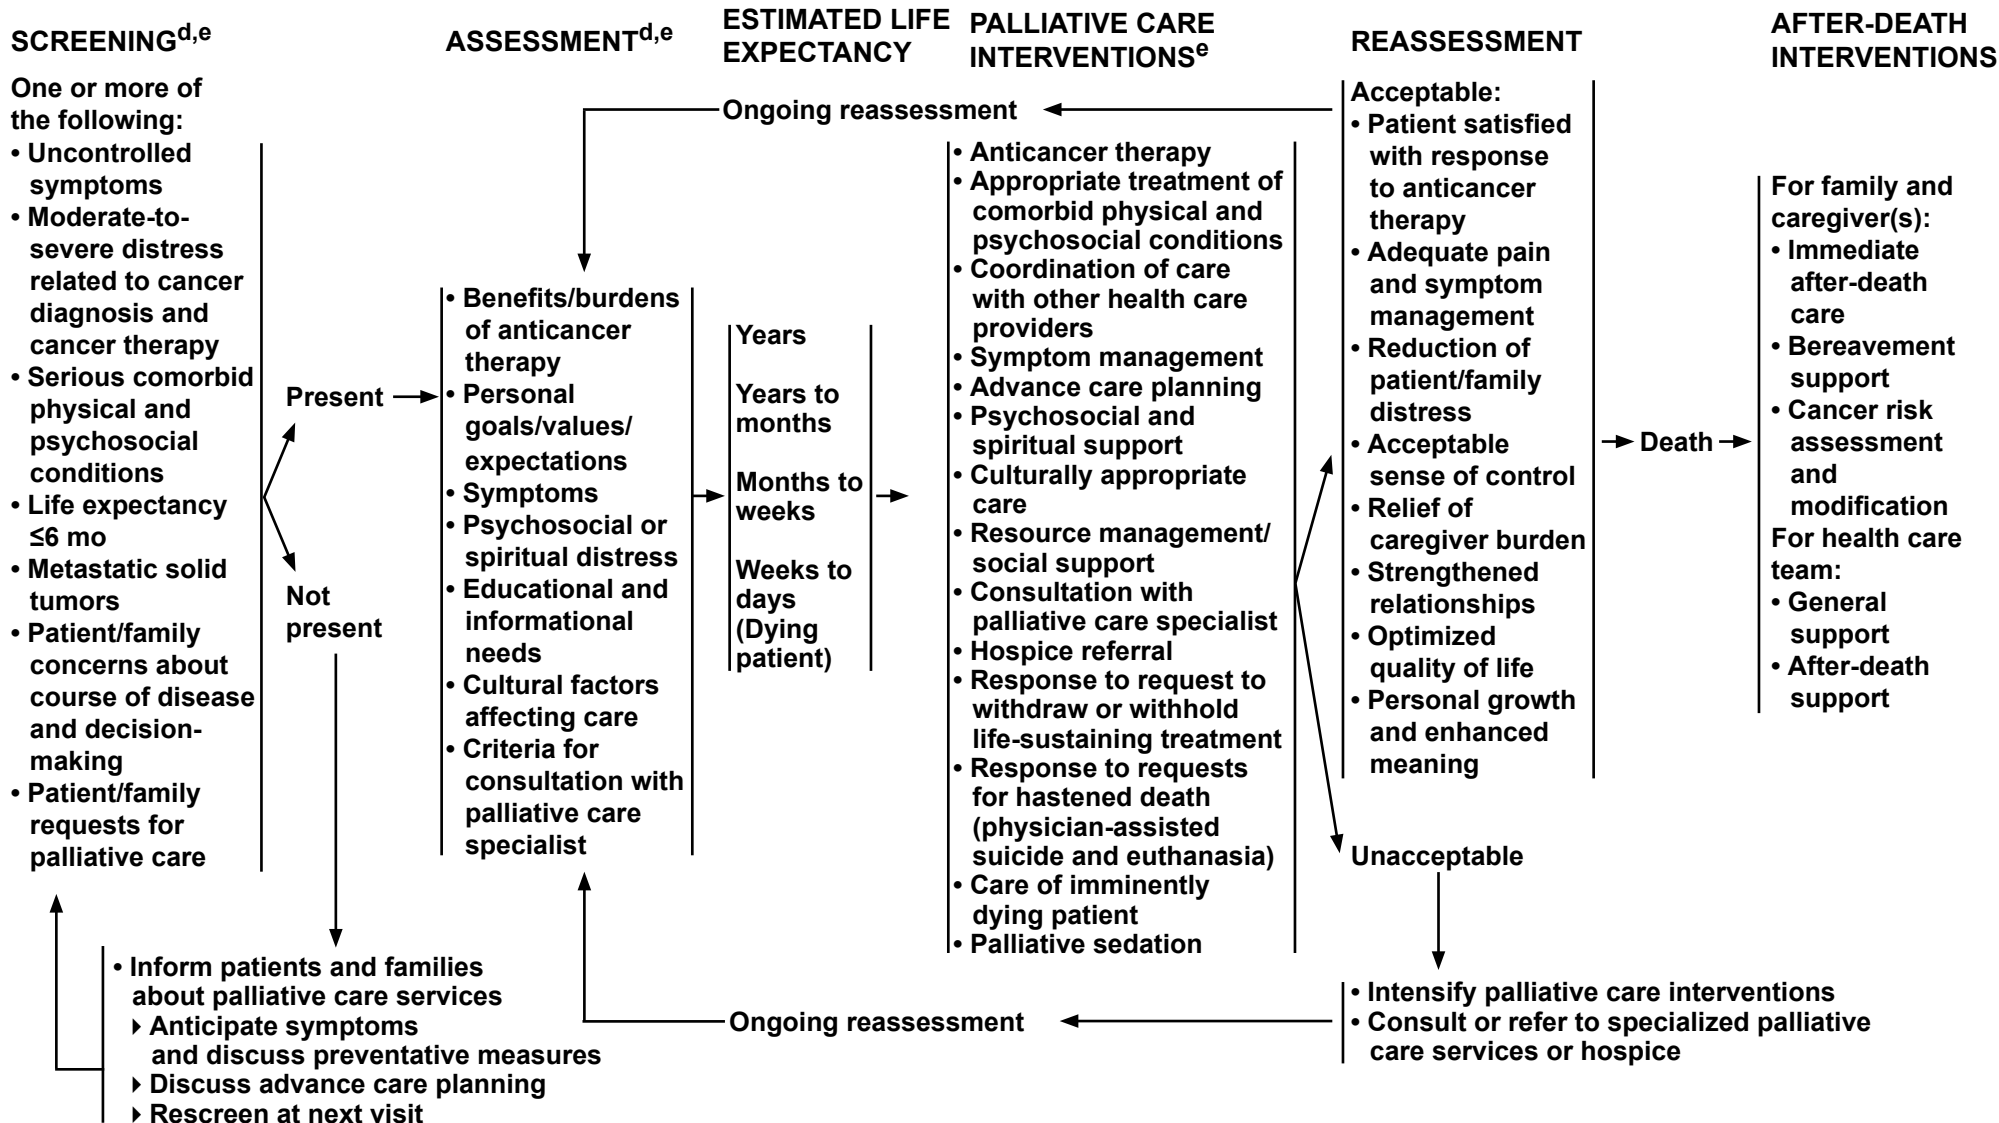 SCREENINGd,e
One or more of
the following:
• Uncontrolled
symptoms
• Moderate-to-
severe distress
related to cancer
diagnosis and
cancer therapy
• Serious comorbid
physical and
psychosocial
conditions
• Life expectancy
≤6 mo
• Metastatic solid
tumors
• Patient/family
concerns about
course of disease
and decision-
making
• Patient/family
requests for
palliative care
Present
Not
present
• Inform patients and families
about palliative care services
▸ Anticipate symptoms
and discuss preventative measures
▸ Discuss advance care planning
▸ Rescreen at next visit
ASSESSMENTd,e
• Benefits/burdens
of anticancer
therapy
• Personal
goals/values/
expectations
• Symptoms
• Psychosocial or
spiritual distress
• Educational and
informational
needs
• Cultural factors
affecting care
• Criteria for
consultation with
palliative care
specialist
ESTIMATED LIFE
EXPECTANCY
Ongoing reassessment
Years
Years to
months
Months to
weeks
Weeks to
days
(Dying
patient)
Ongoing reassessment
PALLIATIVE CARE
INTERVENTIONSe
• Anticancer therapy
• Appropriate treatment of
comorbid physical and
psychosocial conditions
• Coordination of care
with other health care
providers
• Symptom management
• Advance care planning
• Psychosocial and
spiritual support
• Culturally appropriate
care
• Resource management/
social support
• Consultation with
palliative care specialist
• Hospice referral
• Response to request to
withdraw or withhold
life-sustaining treatment
• Response to requests
for hastened death
(physician-assisted
suicide and euthanasia)
• Care of imminently
dying patient
• Palliative sedation
REASSESSMENT
Acceptable:
• Patient satisfied
with response
to anticancer
therapy
• Adequate pain
and symptom
management
• Reduction of
patient/family
distress
• Acceptable
sense of control
• Relief of
caregiver burden
• Strengthened
relationships
• Optimized
quality of life
• Personal growth
and enhanced
meaning
Unacceptable
• Intensify palliative care interventions
• Consult or refer to specialized palliative
care services or hospice
Death
AFTER-DEATH
INTERVENTIONS
For family and
caregiver(s):
• Immediate
after-death
care
• Bereavement
support
• Cancer risk
assessment
and
modification
For health care
team:
• General
support
• After-death
support